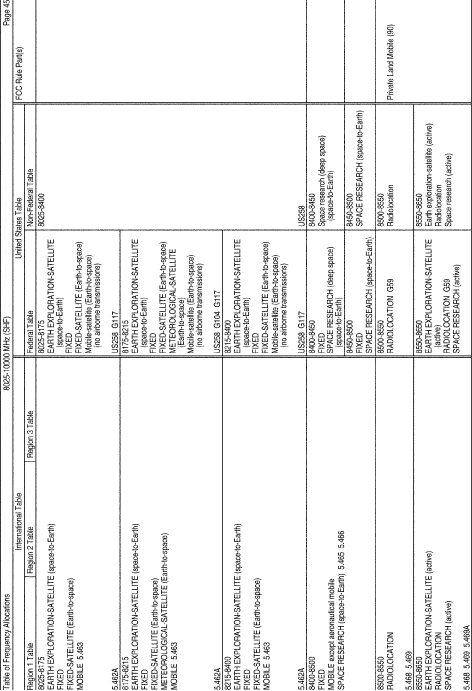 Table of Frequency Allocations 8025-10000 MHz (SHF) Page 45
International Table United States Table FCC Rule Part(s)
Region 1 Table Region 2 Table Region 3 Table Federal Table Non-Federal Table
8025-8175
EARTH EXPLORATION-SATELLITE (space-to-Earth)
FIXED
FIXED-SATELLITE (Earth-to-space)
MOBILE 5.463
5.462A
8175-8215
EARTH EXPLORATION-SATELLITE (space-to-Earth)
FIXED
FIXED-SATELLITE (Earth-to-space)
METEOROLOGICAL-SATELLITE (Earth-to-space)
MOBILE 5.463
5.462A
8215-8400
EARTH EXPLORATION-SATELLITE (space-to-Earth)
FIXED
FIXED-SATELLITE (Earth-to-space)
MOBILE 5.463
5.462A
8400-8500
FIXED
MOBILE except aeronautical mobile
SPACE RESEARCH (space-to-Earth) 5.465 5.466
8500-8550
RADIOLOCATION
5.468 5.469
8550-8650
EARTH EXPLORATION-SATELLITE (active)
RADIOLOCATION
SPACE RESEARCH (active)
5.468 5.469 5.469A
8025-8175
EARTH EXPLORATION-SATELLITE
(space-to-Earth)
FIXED
FIXED-SATELLITE (Earth-to-space)
Mobile-satellite (Earth-to-space)
(no airborne transmissions)
US258 G117
8175-8215
EARTH EXPLORATION-SATELLITE
(space-to-Earth)
FIXED
FIXED-SATELLITE (Earth-to-space)
METEOROLOGICAL-SATELLITE
(Earth-to-space)
Mobile-satellite (Earth-to-space)
(no airborne transmissions)
US258 G104 G117
8215-8400
EARTH EXPLORATION-SATELLITE
(space-to-Earth)
FIXED
FIXED-SATELLITE (Earth-to-space)
Mobile-satellite (Earth-to-space)
(no airborne transmissions)
US258 G117
8400-8450
FIXED
SPACE RESEARCH (deep space)
(space-to-Earth)
8450-8500
FIXED
SPACE RESEARCH (space-to-Earth)
8500-8550
RADIOLOCATION G59
8550-8650
EARTH EXPLORATION-SATELLITE
(active)
RADIOLOCATION G59
SPACE RESEARCH (active)
8025-8400
US258
8400-8450
Space research (deep space)
(space-to-Earth)
8450-8500
SPACE RESEARCH (space-to-Earth)
8500-8550
Radiolocation
8550-8650
Earth exploration-satellite (active)
Radiolocation
Space research (active)
Private Land Mobile (90)